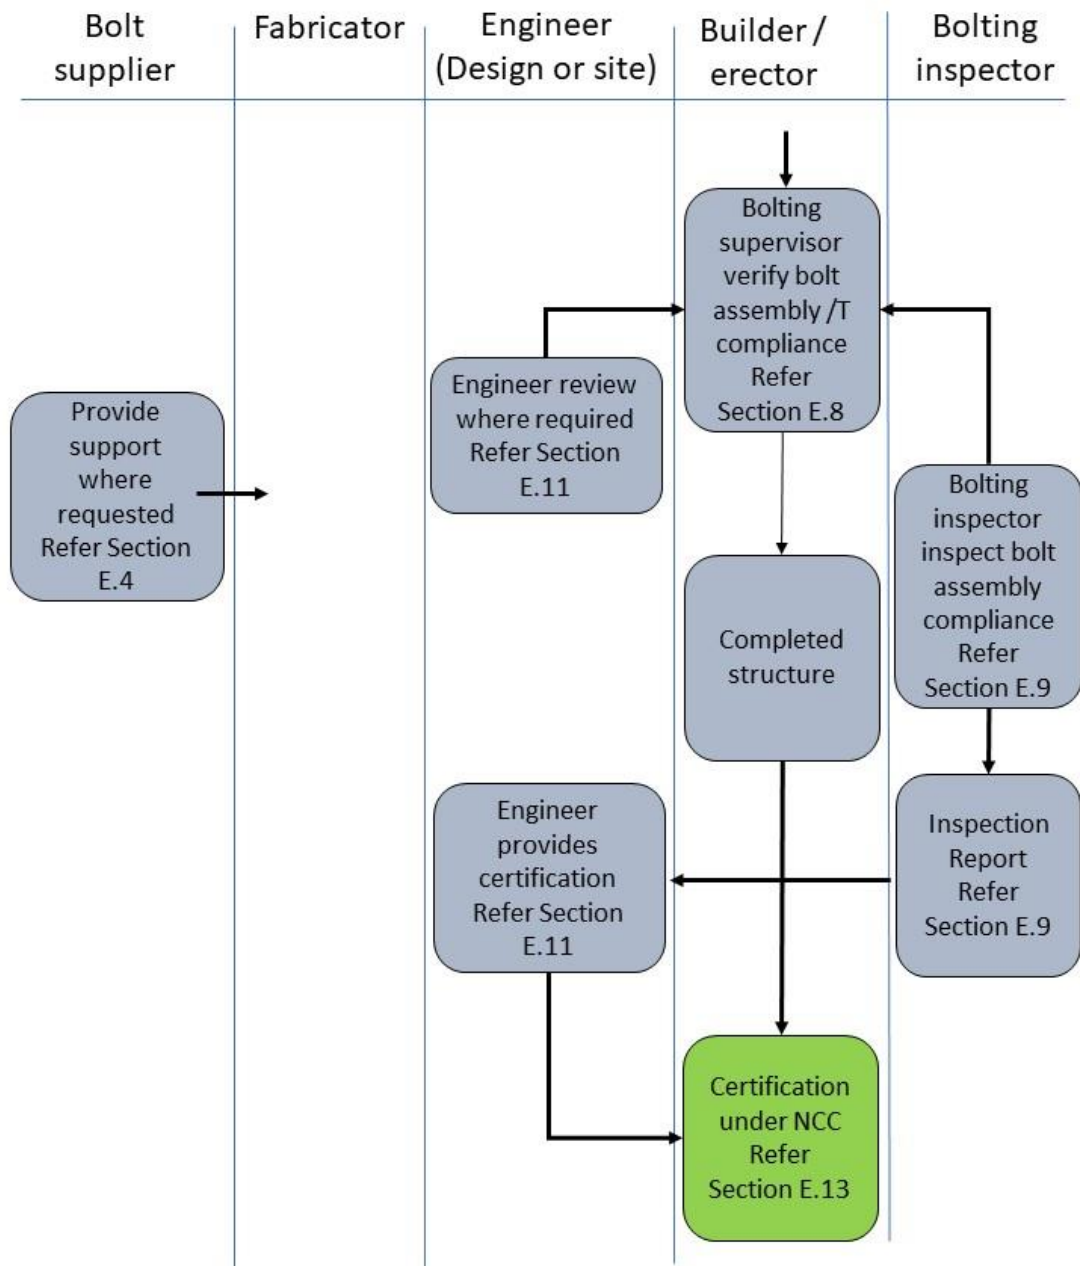 Bolt
supplier
Fabricator
Engineer
(Design or site)
Builder /
erector
Bolting
inspector
Bolting
supervisor
verify bolt
assembly /T
compliance
Refer
Section E.8
Engineer review
where required
Refer Section
E.11
Provide
support
where
requested
Refer Section
E.4
Bolting
inspector
inspect bolt
assembly
compliance
Refer
Section E.9
Completed
structure
Engineer
provides
certification
Refer Section
E.11
Inspection
Report
Refer
Section E.9
Certification
under NCC
Refer
Section E.13